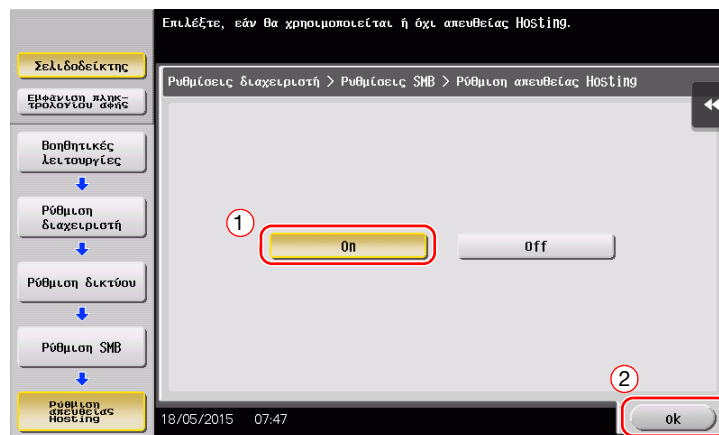 Επιλέξτε, εάν θα χρησιμοποιείται ή όχι απευθείας Hosting.
Σελιδοδείκτης
Εμφάνιση πληκ-
τρολογίου αφής
Ρυθμίσεις διαχειριστή > Ρυθμίσεις SMB > Ρύθμιση απευθείας Hosting
Βοηθητικές
λειτουργίες
Ρύθμιση
διαχειριστή
1
On
Off
Ρύθμιση δικτύου
Ρύθμιση SMB
2
Ρύθμιση
απευθείας
Hosting
18/05/2015 07:47
ok